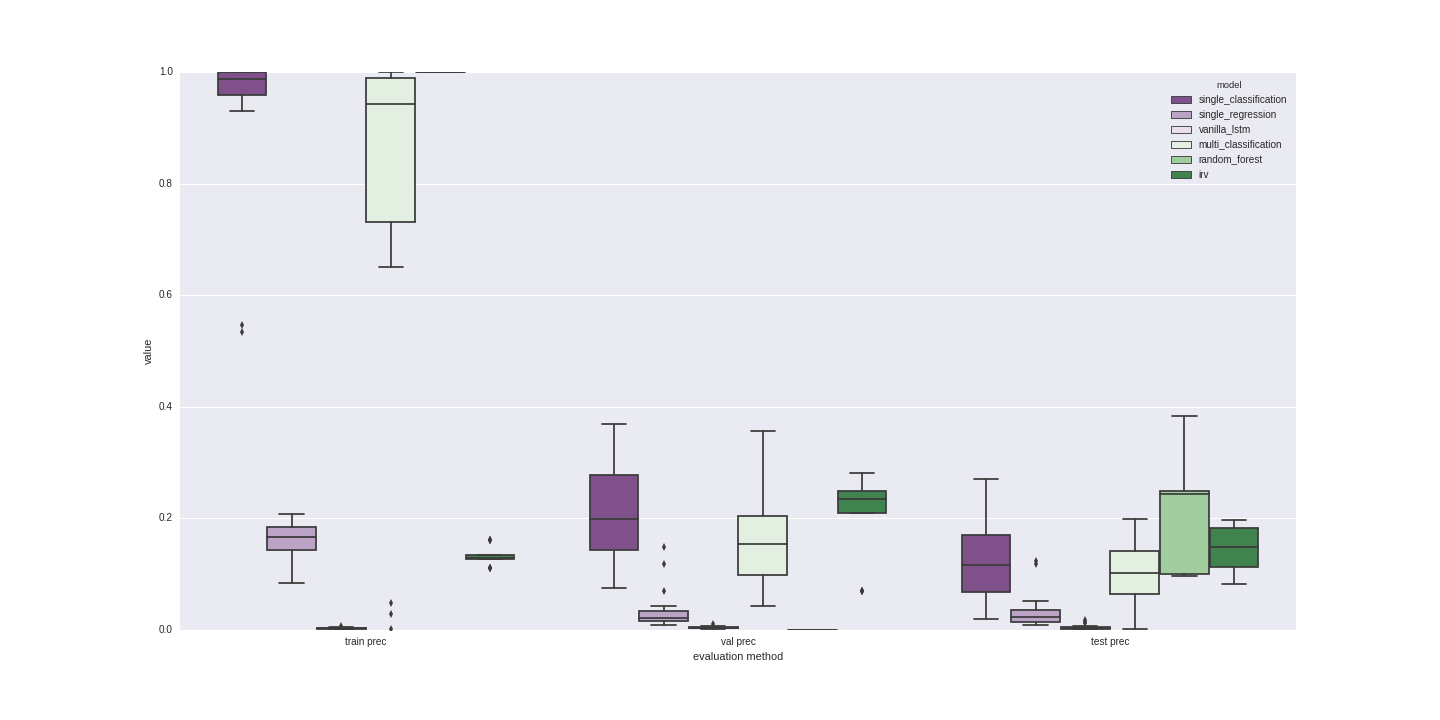 1.0
0.8
0.6
0.4
0.2
0.0
value
model
single_classification
single_regression
vanilla_lstm
multi_classification
random_forest
irv
train prec
val prec
test prec
evaluation method